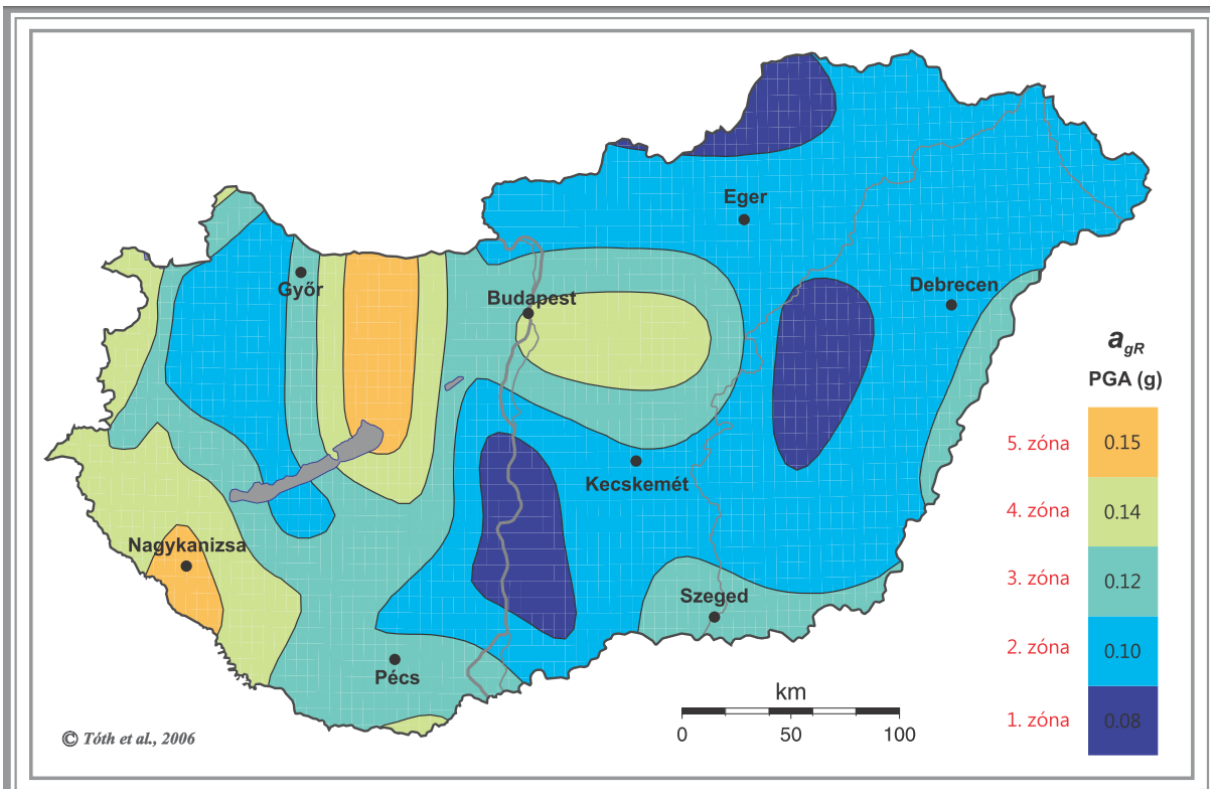 Eger
Győr
Budapest
Debrecen
Kecskemét
Nagykanizsa
Szeged
Pécs
a_gR
PGA (g)
5. zóna 0.15
4. zóna 0.14
3. zóna 0.12
2. zóna 0.10
1. zóna 0.08
km
0 50 100
© Tóth et al., 2006